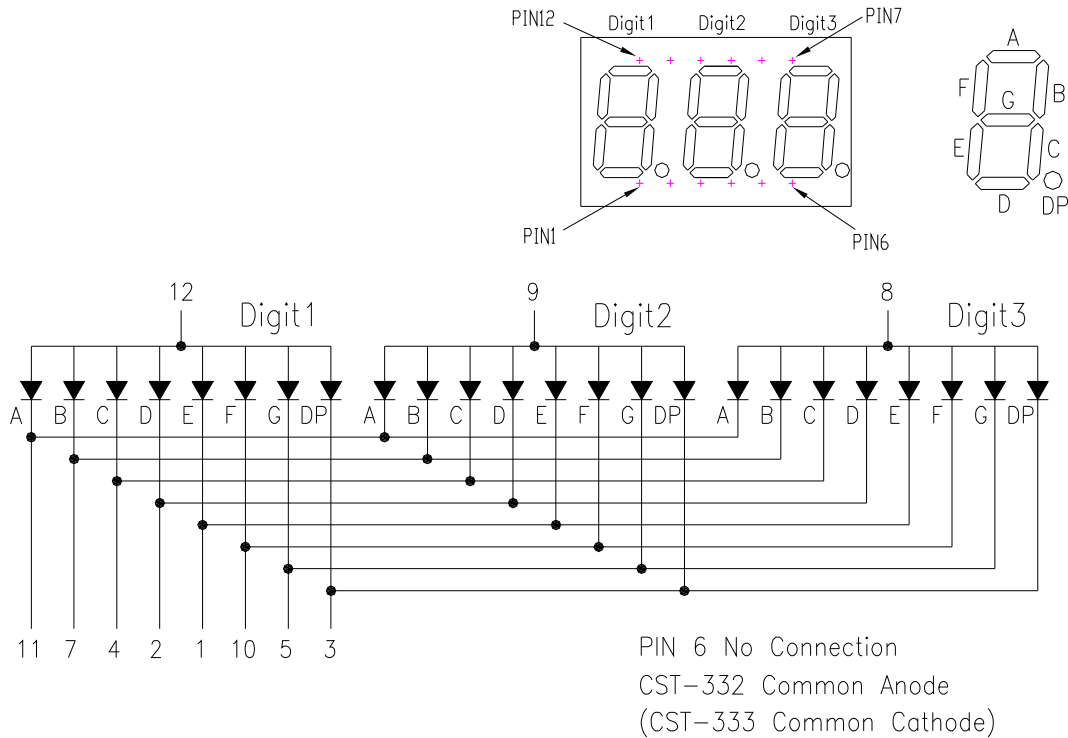 PIN12 Digit1 Digit2 Digit3 PIN7
A
F G B
E C
D DP
PIN1 PIN6
12 Digit1 9 Digit2 8 Digit3
A B C D E F G DP A B C D E F G DP A B C D E F G DP
11 7 4 2 1 10 5 3
PIN 6 No Connection
CST-332 Common Anode
(CST-333 Common Cathode)